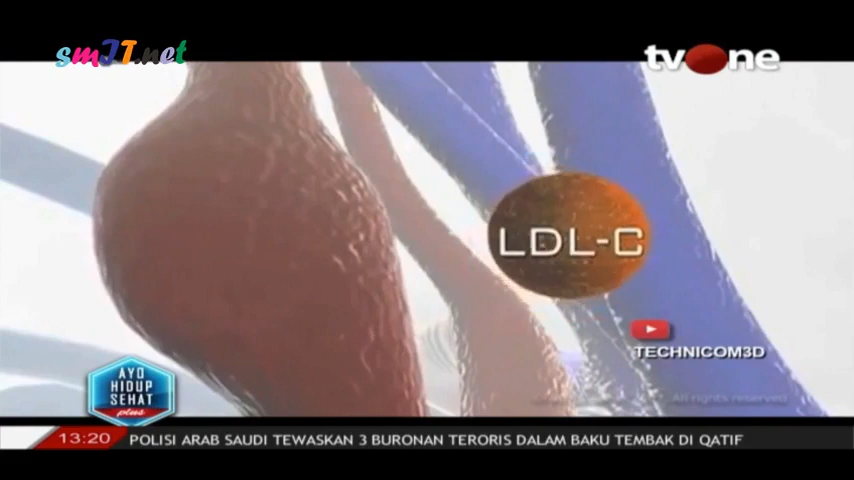 smIT.net
tvOne
LDL-C
TECHNICOM3D
All rights reserved
AYO
HIDUP
SEHAT
plus
13:20
POLISI ARAB SAUDI TEWASKAN 3 BURONAN TERORIS DALAM BAKU TEMBAK DI QATIF